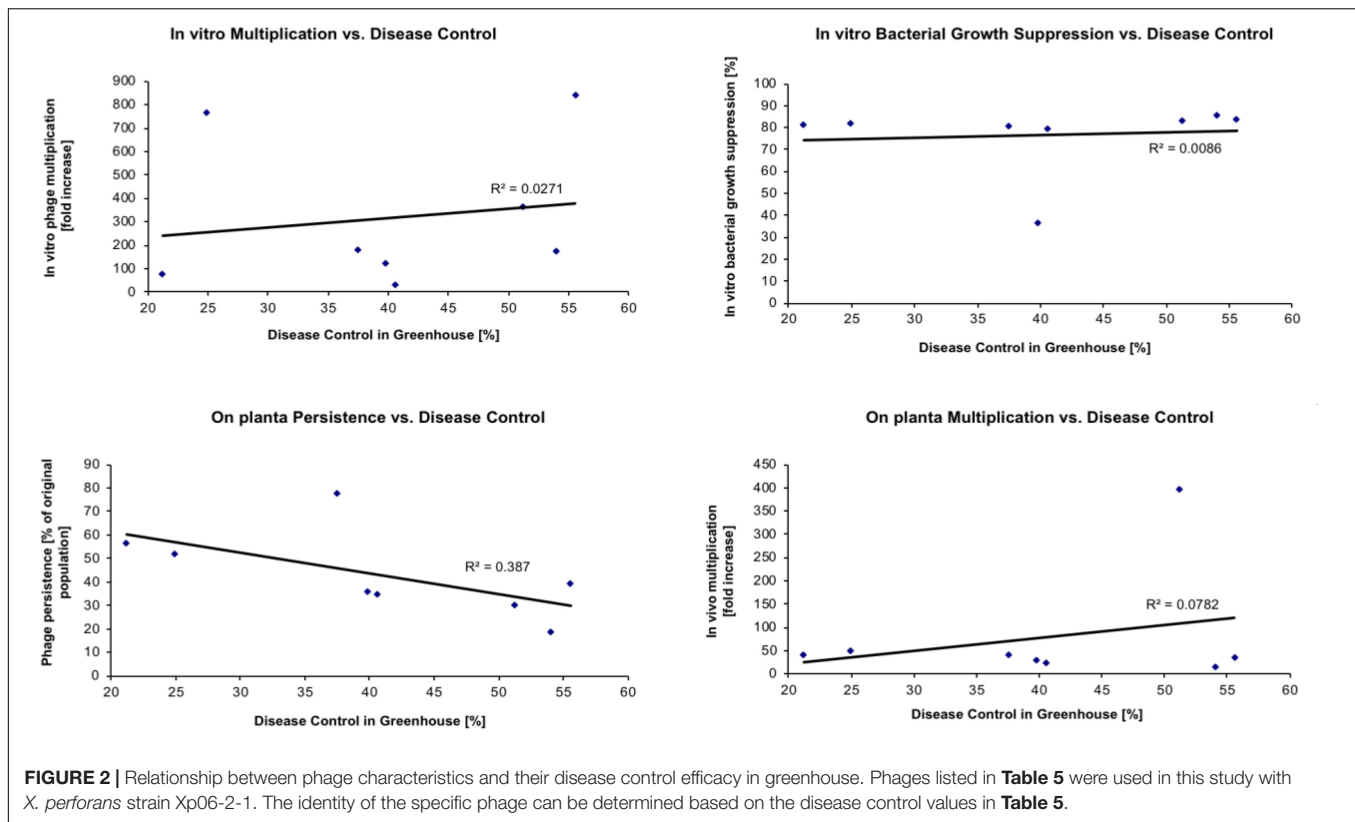 In vitro Multiplication vs. Disease Control
In vitro phage multiplication
[fold increase]
900
800
700
600
500
400
300
200
100
0
R² = 0.0271
20 25 30 35 40 45 50 55 60
Disease Control in Greenhouse [%]
In vitro Bacterial Growth Suppression vs. Disease Control
In vitro bacterial growth suppression [%]
100
90
80
70
60
50
40
30
20
10
0
R² = 0.0086
20 25 30 35 40 45 50 55 60
Disease Control in Greenhouse [%]
On planta Persistence vs. Disease Control
Phage persistence [% of original
population]
90
80
70
60
50
40
30
20
10
0
R² = 0.387
20 25 30 35 40 45 50 55 60
Disease Control in Greenhouse [%]
On planta Multiplication vs. Disease Control
In vivo multiplication
[fold increase]
450
400
350
300
250
200
150
100
50
0
R² = 0.0782
20 25 30 35 40 45 50 55 60
Disease Control in Greenhouse [%]
FIGURE 2 | Relationship between phage characteristics and their disease control efficacy in greenhouse. Phages listed in Table 5 were used in this study with
X. perforans strain Xp06-2-1. The identity of the specific phage can be determined based on the disease control values in Table 5.